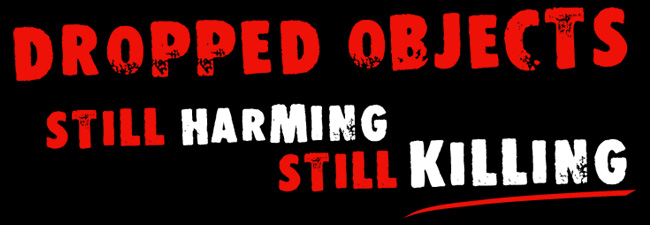 DROPPED OBJECTS
STILL HARMING
STILL KILLING